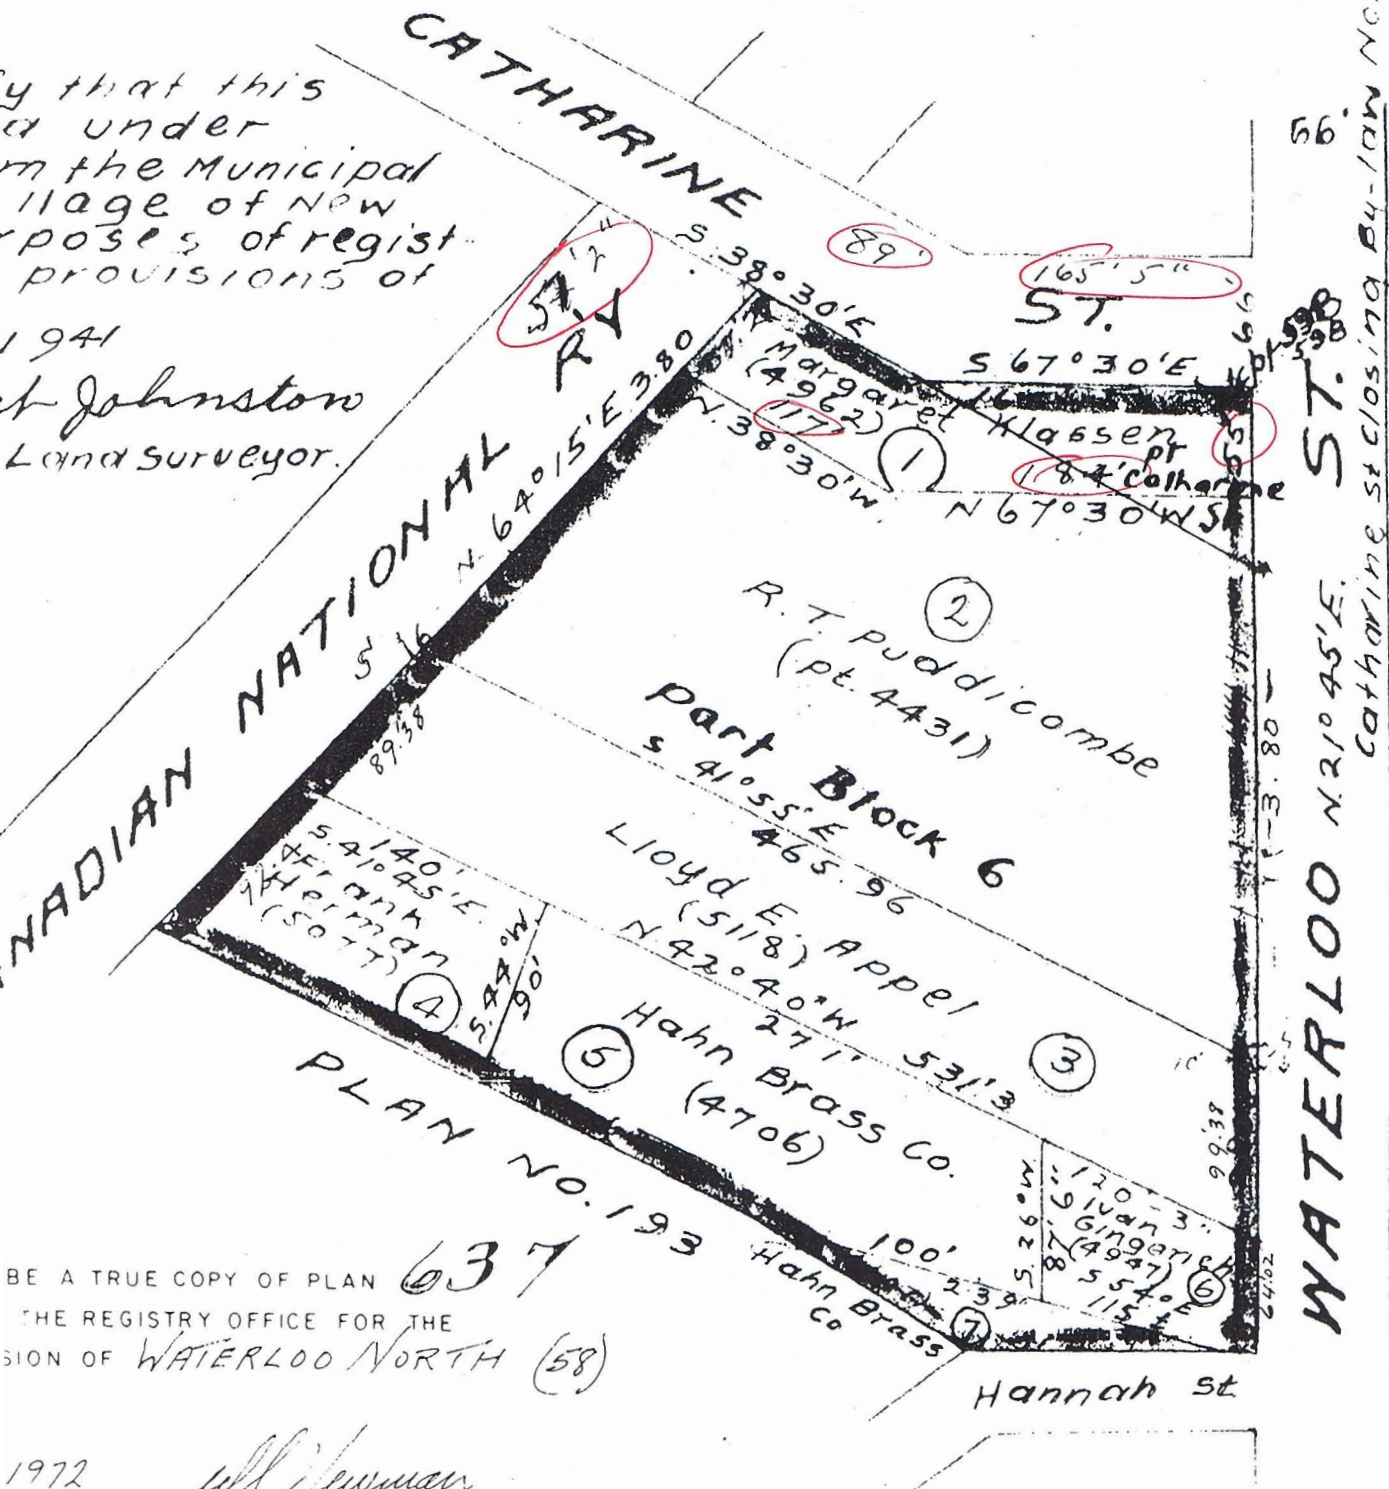 y that this
d under
m the Municipal
llage of New
rposes of regist-
provisions of
1941
Johnston
Land Surveyor.
CATHARINE
ST.
56'
Catharine St Closing By-law No.
57'2"
89'
165' 5"
66
S. 38°30'E
S 67°30'E
CANADIAN NATIONAL RY
N. 64°15'E 3.80
Margaret
(4962)
117'
N. 38°30'W.
1
Klassen
pt
184' Catharine
St
55
N 67°30'W
2
R. T. Puddicombe
(pt. 4431)
Part Block 6
S 41°55'E
465.96
5 16
89.38
Lloyd E. Appel
(5118)
N. 42°40'W
271'
531.3
3
140'
S. 41°45'E.
Frank
Herman
(5077)
4
S. 44°W
90'
5
Hahn Brass Co.
(4706)
S. 26°W
87' 6"
120 - 3"
Ivan
Gingerich
(4947)
S 54°E
115
6
100'
239
7
99.38
64.02
3.80
WATERLOO ST.
N. 21°45'E.
PLAN NO. 193
Hahn Brass
Co
Hannah St
BE A TRUE COPY OF PLAN 637
THE REGISTRY OFFICE FOR THE
SION OF WATERLOO NORTH (58)
1972
Newman